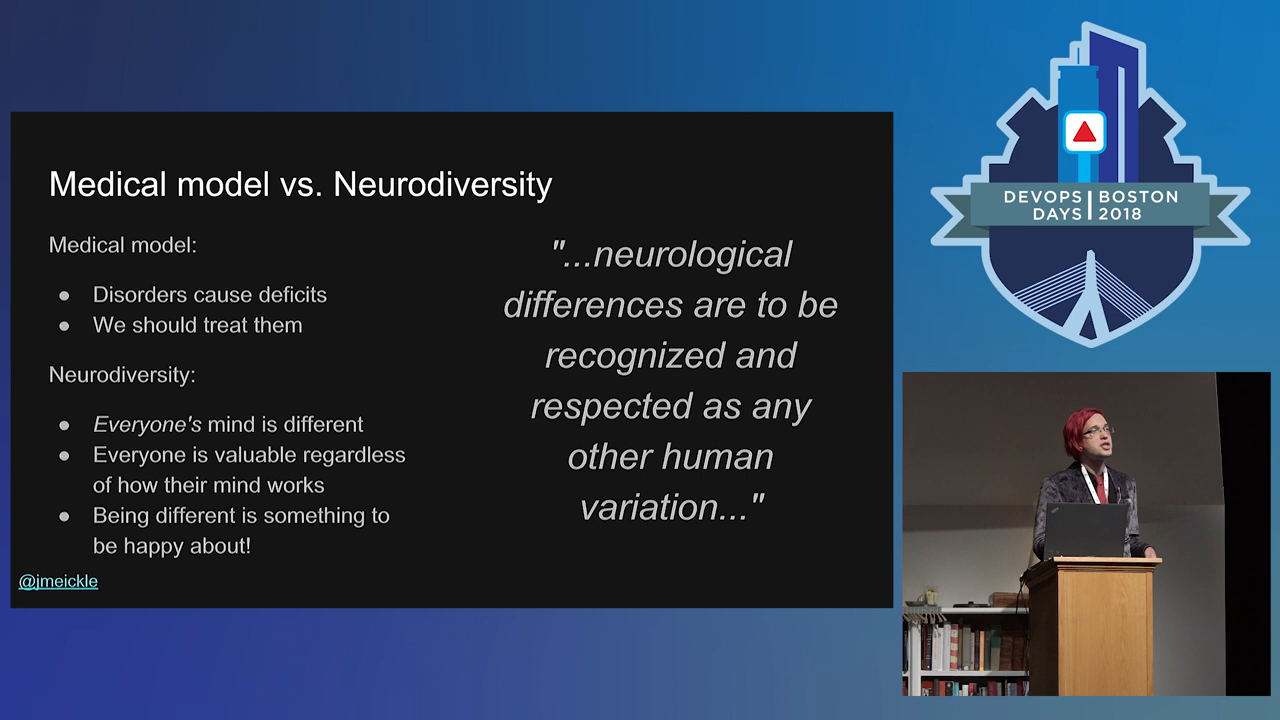 Medical model vs. Neurodiversity
Medical model:
● Disorders cause deficits
● We should treat them
Neurodiversity:
● Everyone's mind is different
● Everyone is valuable regardless
of how their mind works
● Being different is something to
be happy about!
@jmeickle
"...neurological
differences are to be
recognized and
respected as any
other human
variation..."
DEVOPS BOSTON
DAYS 2018